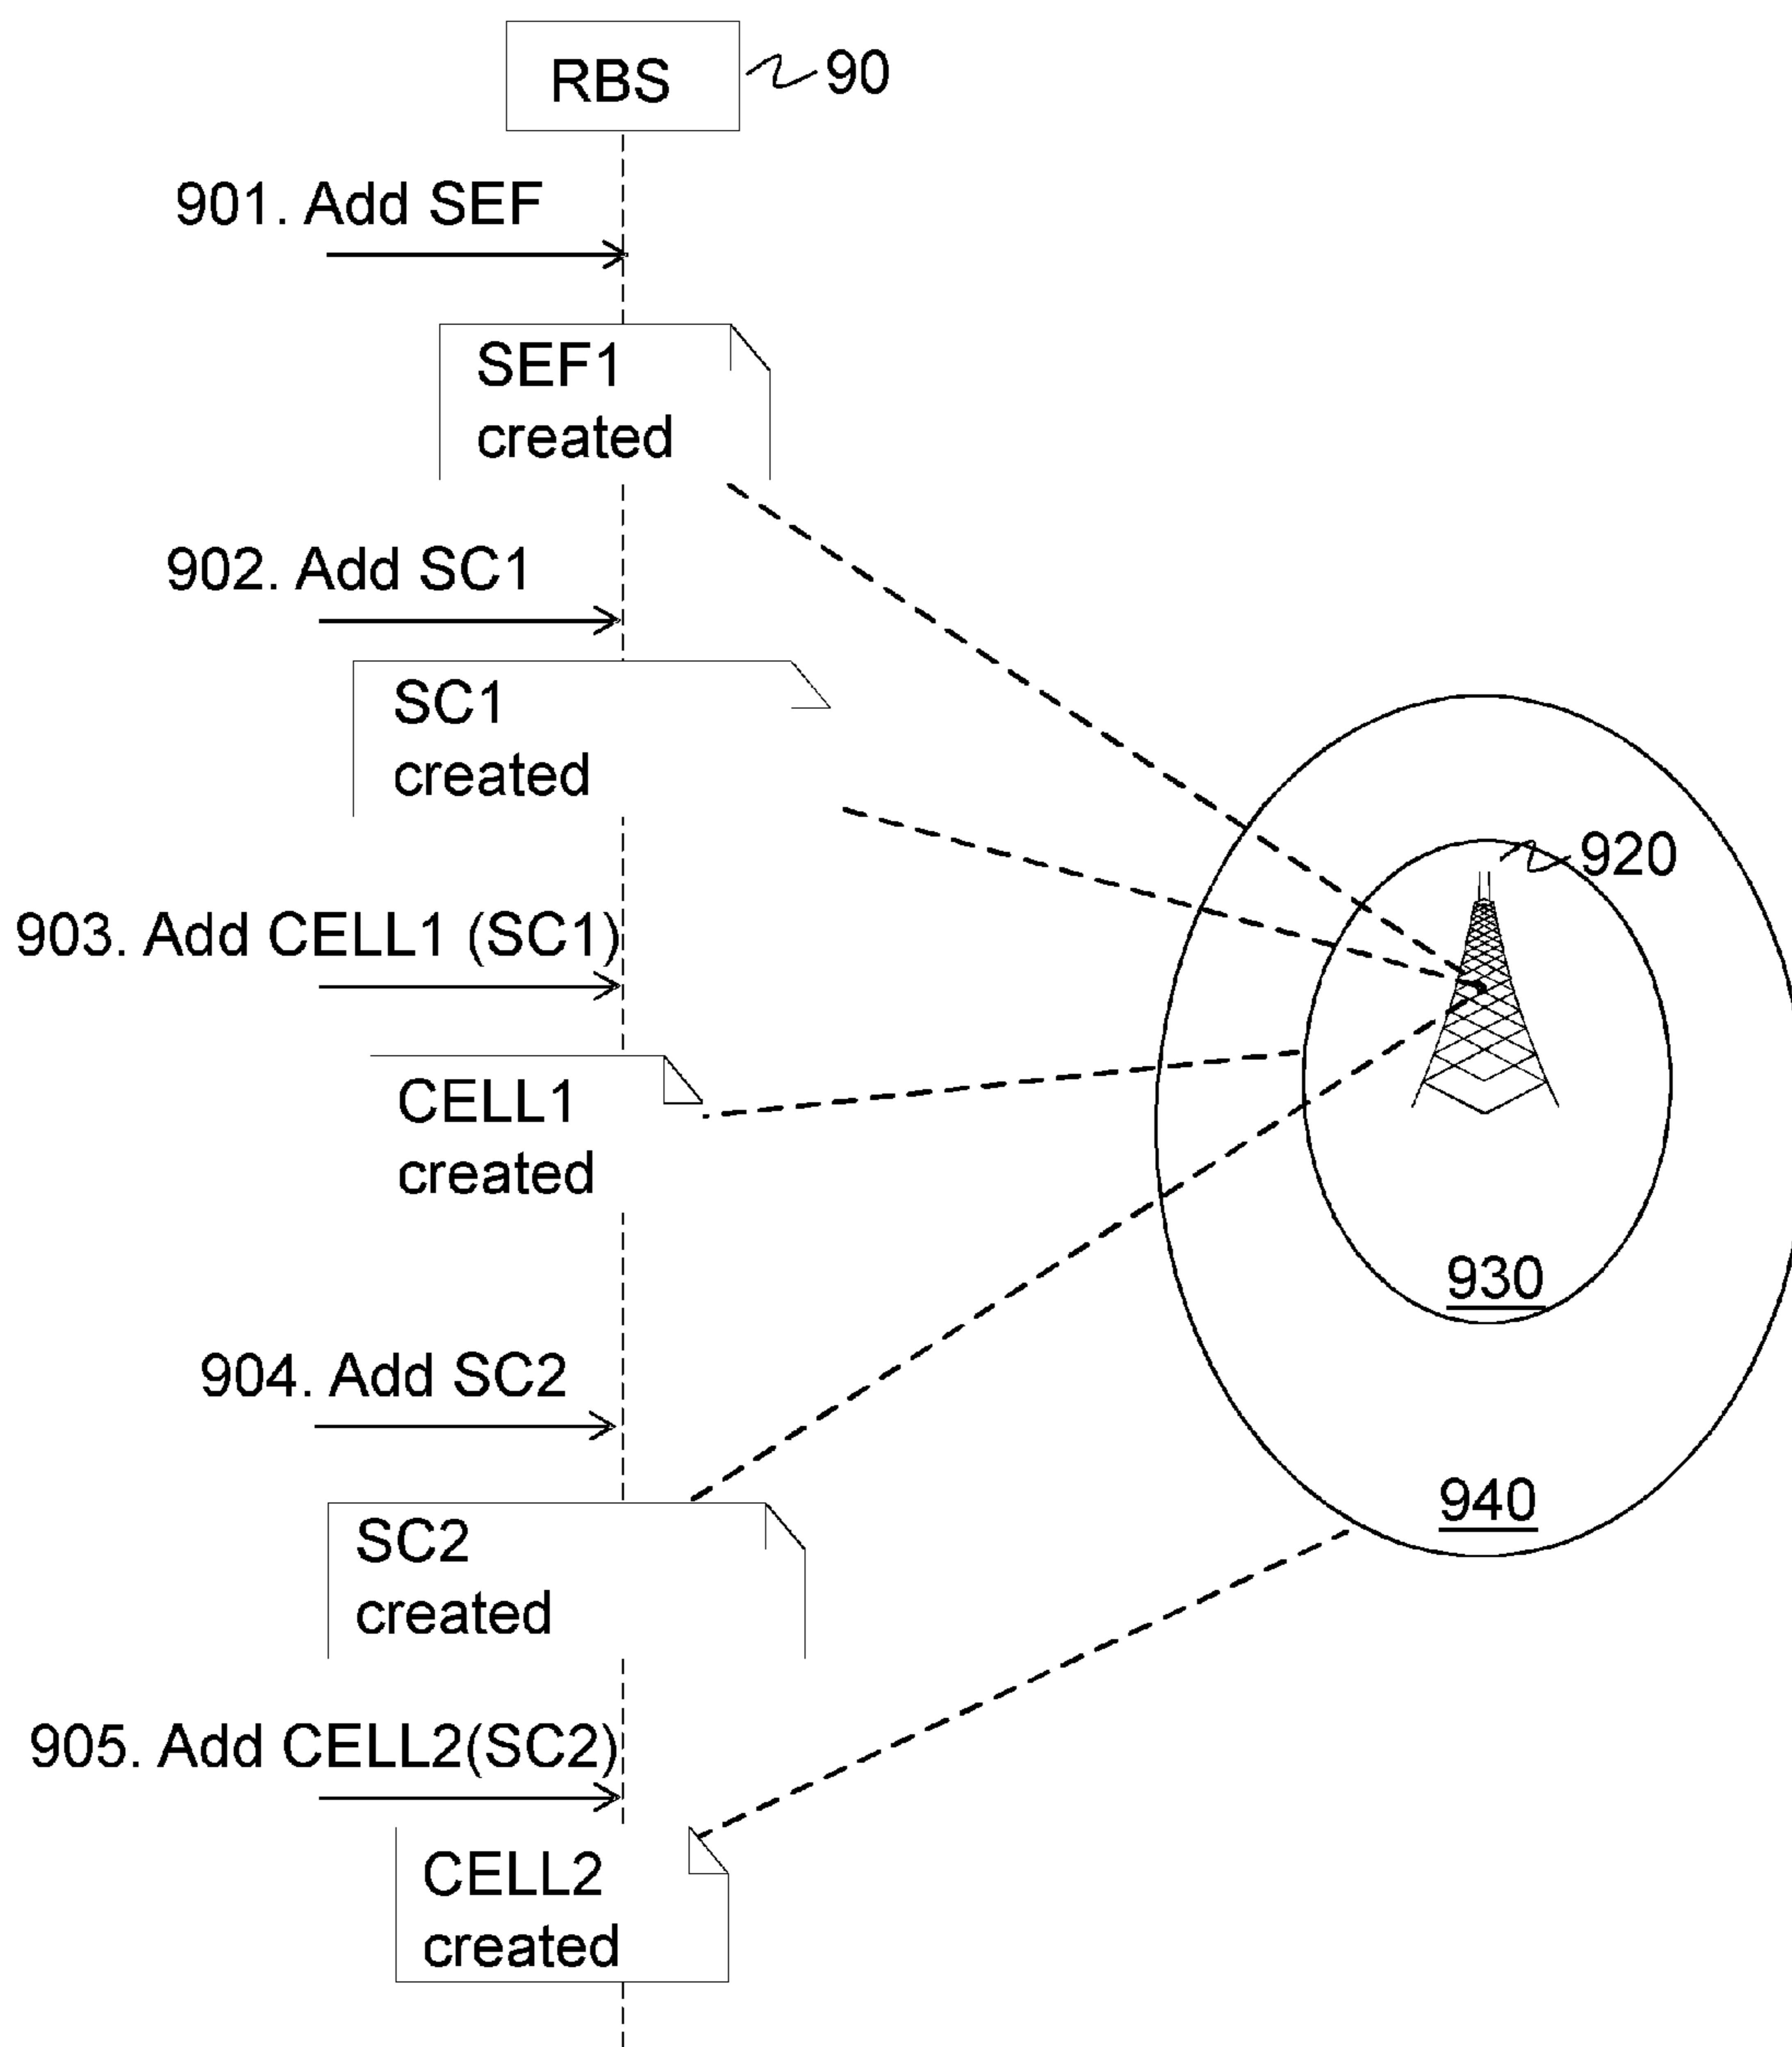 RBS
90
901. Add SEF
SEF1
created
902. Add SC1
SC1
created
920
903. Add CELL1 (SC1)
CELL1
created
930
904. Add SC2
940
SC2
created
905. Add CELL2(SC2)
CELL2
created